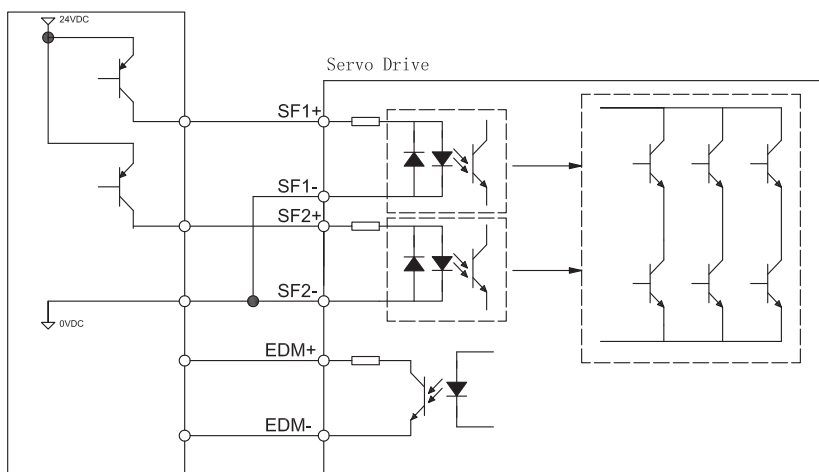 24VDC
Servo Drive
SF1+
SF1-
SF2+
SF2-
0VDC
EDM+
EDM-